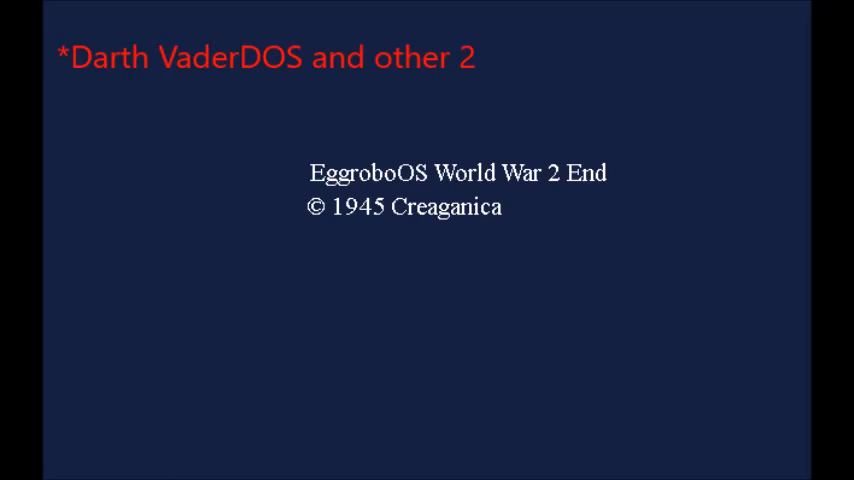 *Darth VaderDOS and other 2
EggroboOS World War 2 End
© 1945 Creaganica